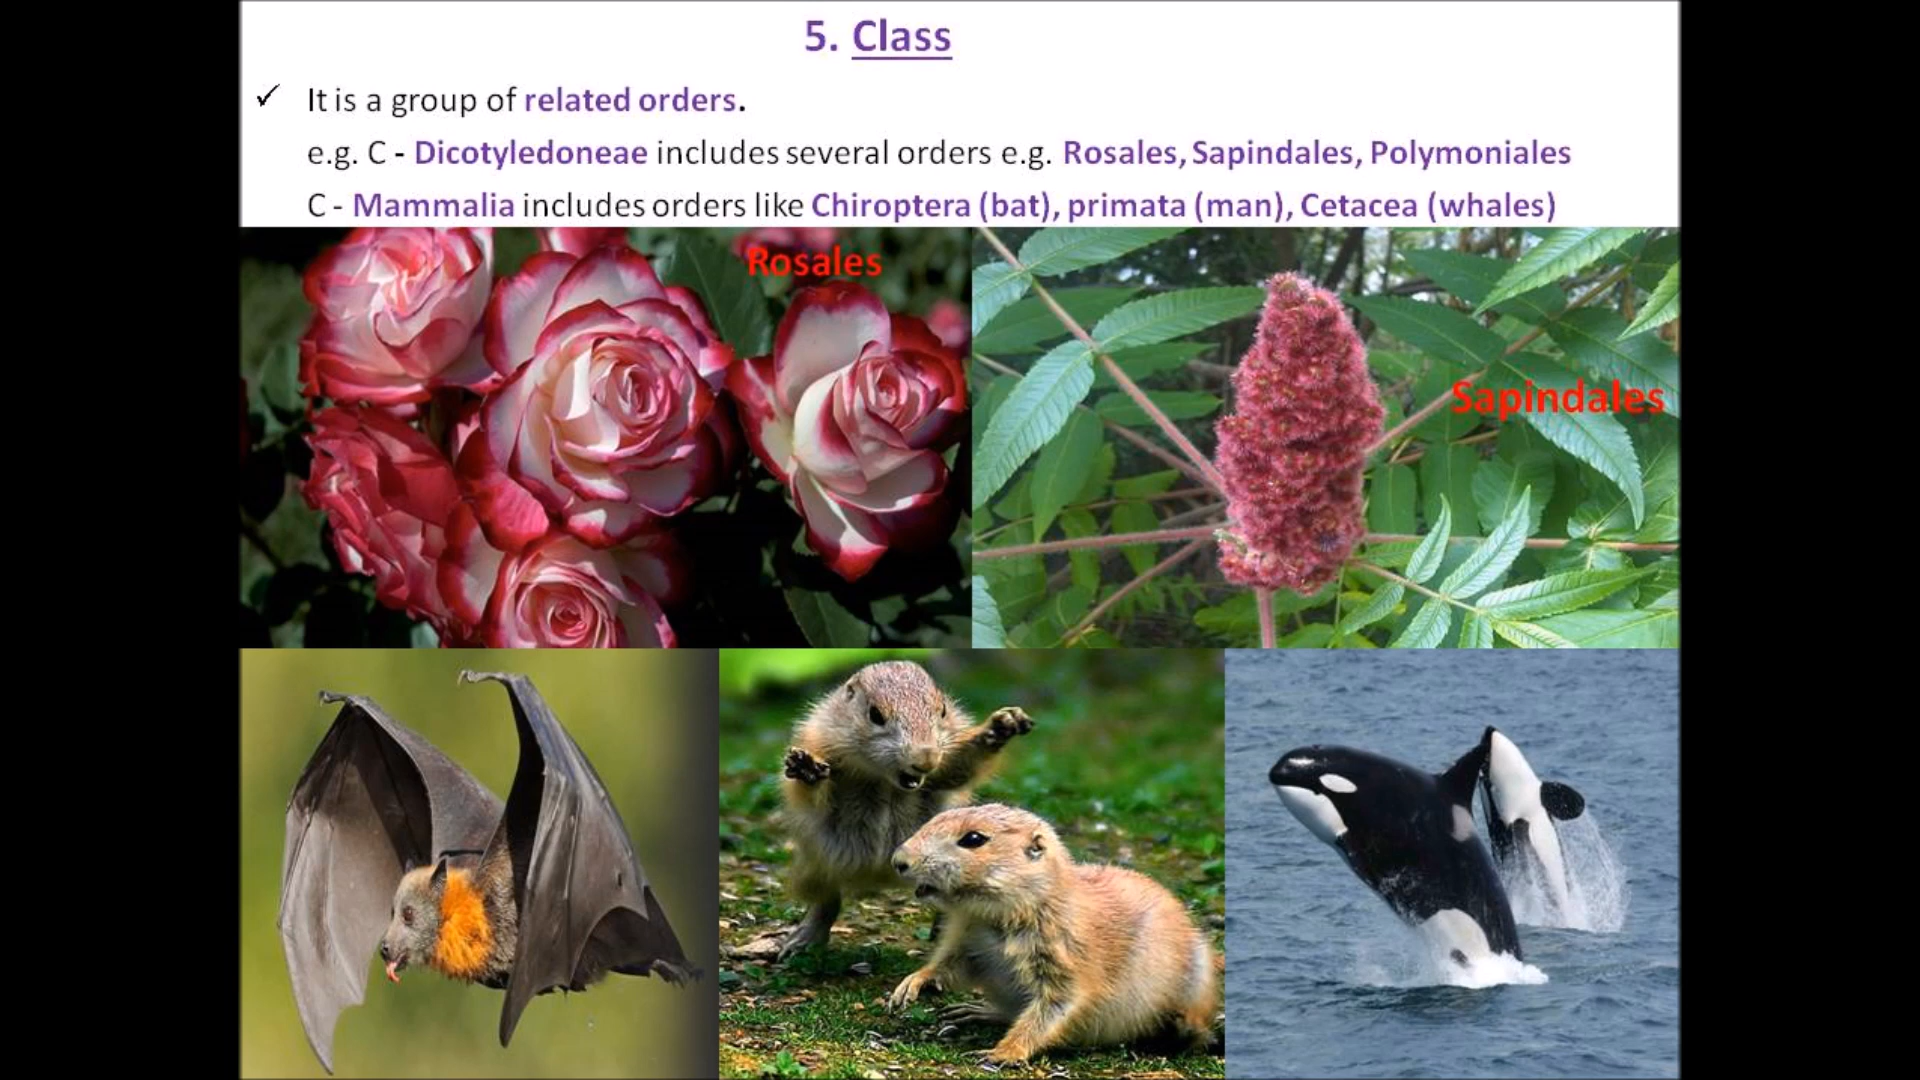 5. Class
✓ It is a group of related orders.
e.g. C - Dicotyledoneae includes several orders e.g. Rosales, Sapindales, Polymoniales
C - Mammalia includes orders like Chiroptera (bat), primata (man), Cetacea (whales)
Rosales
Sapindales